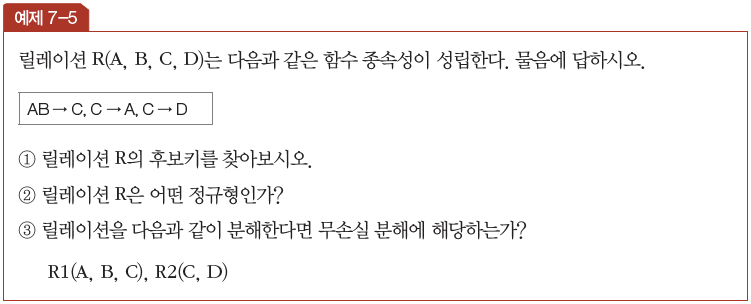 예제 7-5
릴레이션 R(A, B, C, D)는 다음과 같은 함수 종속성이 성립한다. 물음에 답하시오.
AB → C, C → A, C → D
① 릴레이션 R의 후보키를 찾아보시오.
② 릴레이션 R은 어떤 정규형인가?
③ 릴레이션을 다음과 같이 분해한다면 무손실 분해에 해당하는가?
R1(A, B, C), R2(C, D)